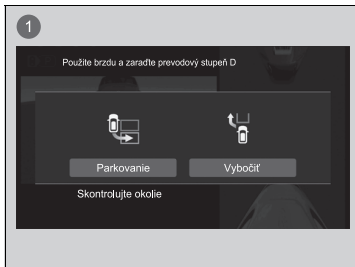 1
Použite brzdu a zaraďte prevodový stupeň D
Parkovanie
Vybočiť
Skontrolujte okolie